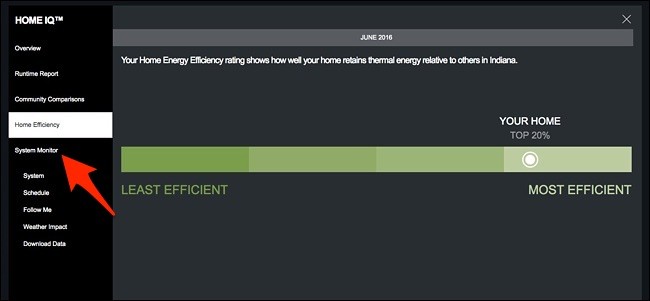 HOME IQ™
Overview
Runtime Report
Community Comparisons
Home Efficiency
System Monitor
System
Schedule
Follow Me
Weather Impact
Download Data
JUNE 2016
Your Home Energy Efficiency rating shows how well your home retains thermal energy relative to others in Indiana.
YOUR HOME
TOP 20%
LEAST EFFICIENT
MOST EFFICIENT